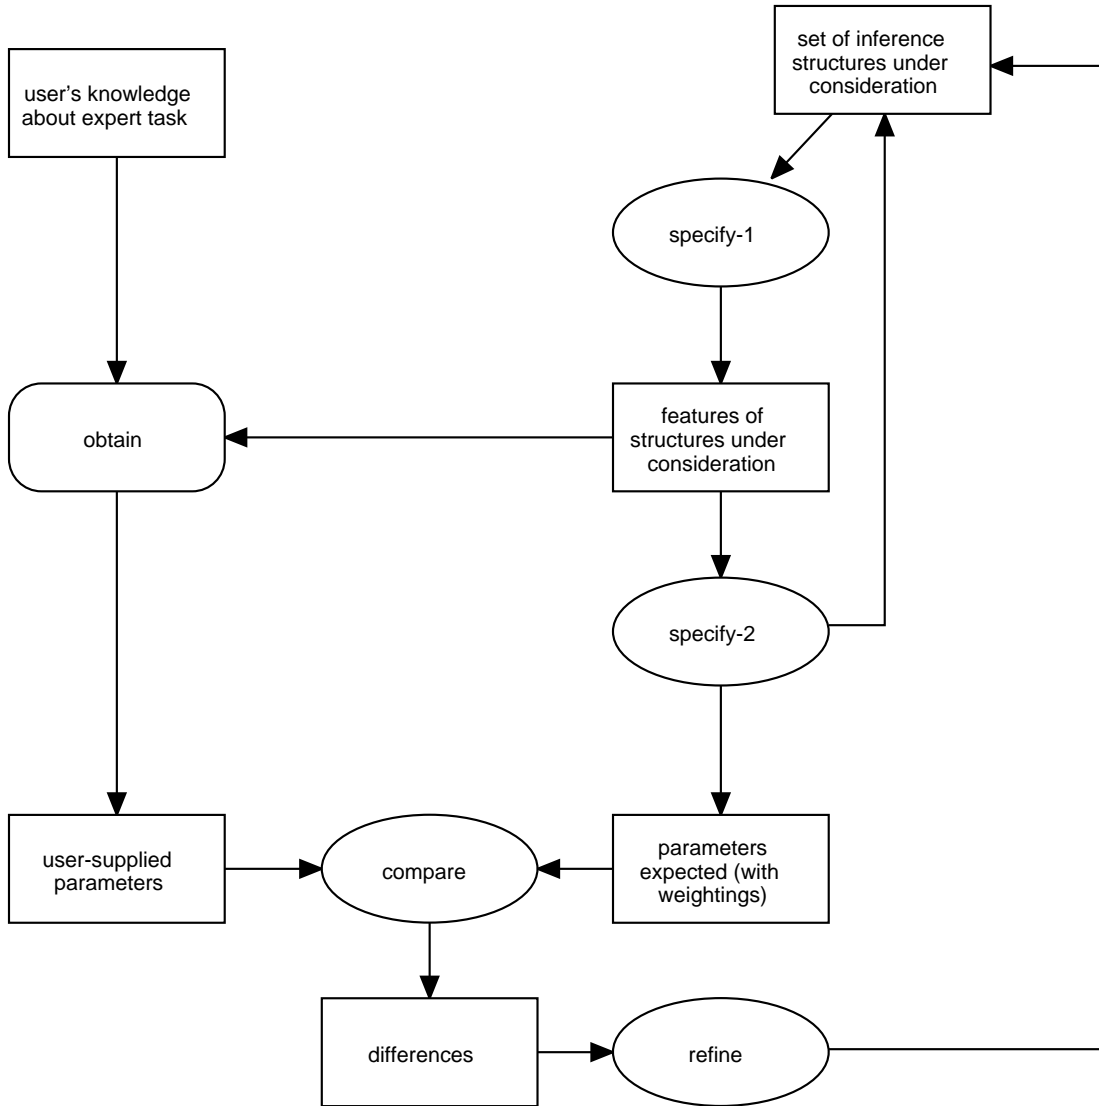 set of inference
structures under
consideration
user's knowledge
about expert task
specify-1
obtain
features of
structures under
consideration
specify-2
user-supplied
parameters
compare
parameters
expected (with
weightings)
differences
refine